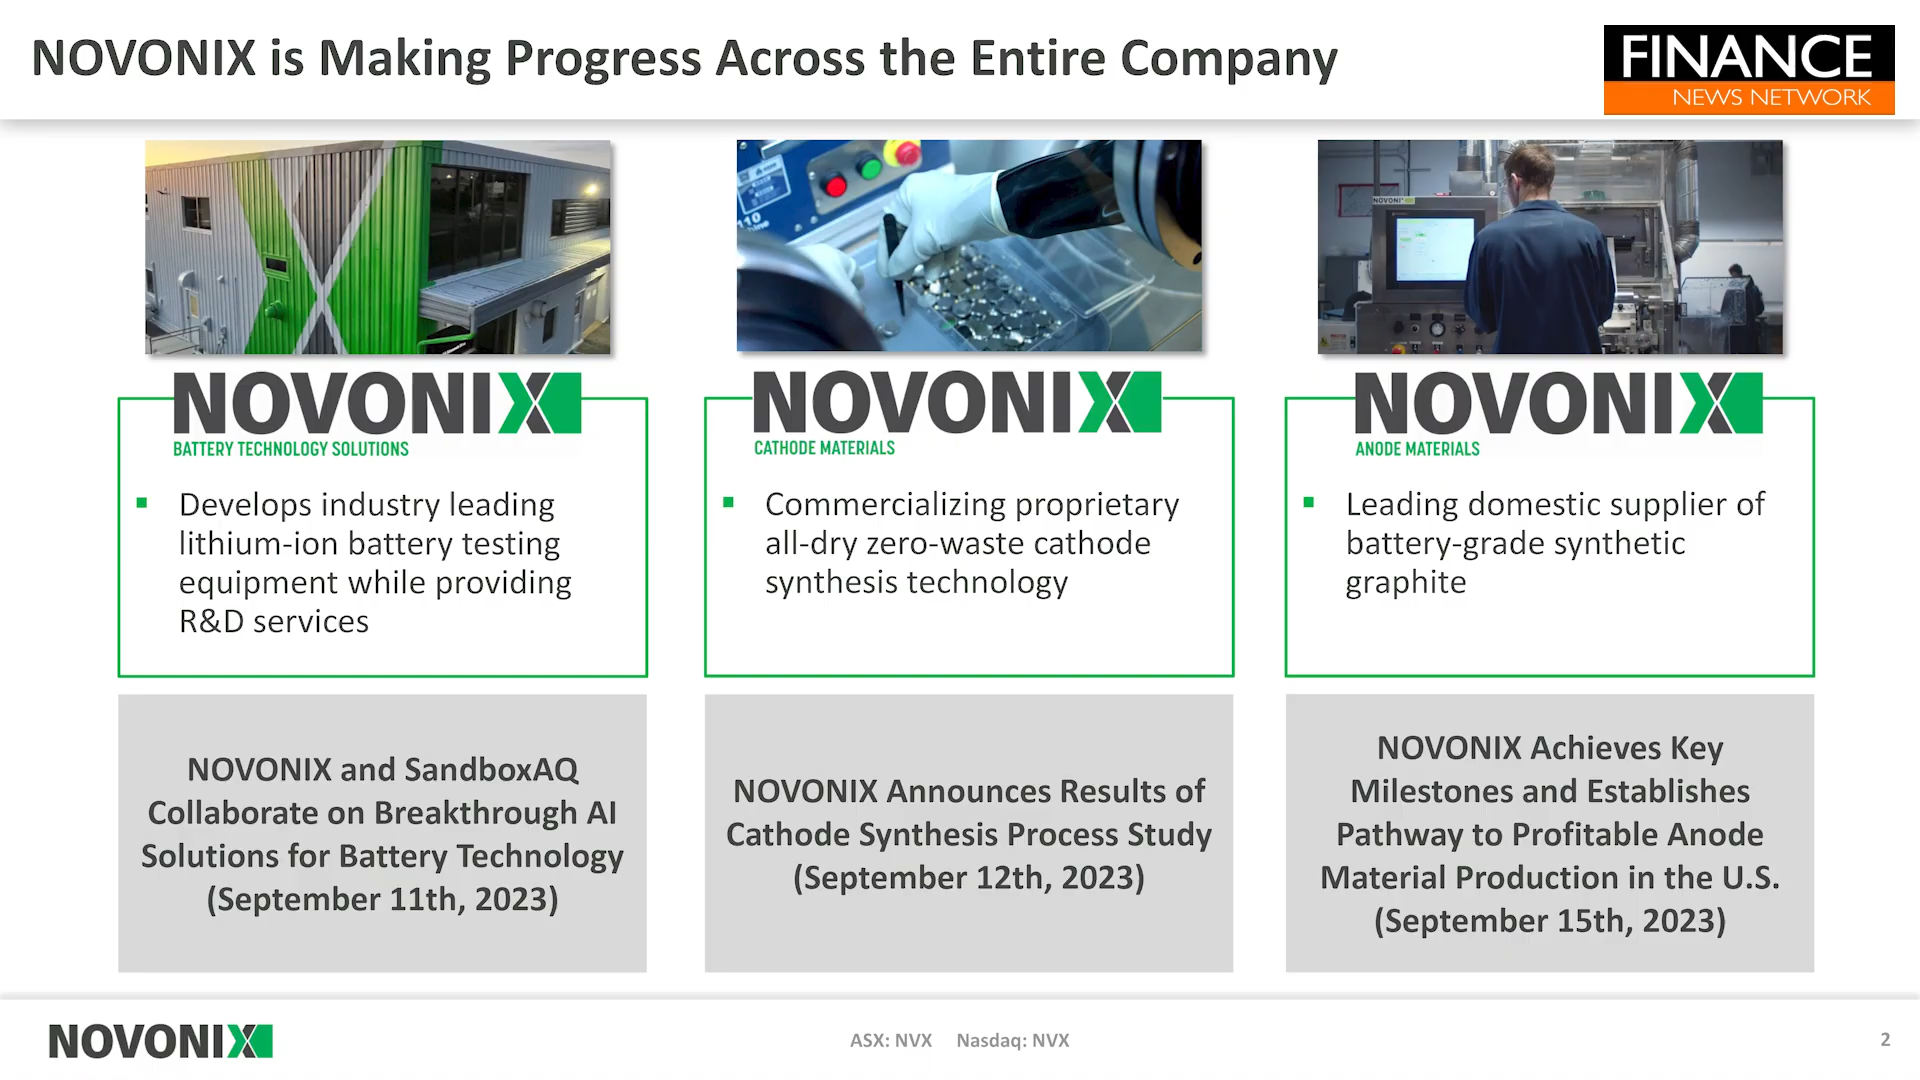 NOVONIX is Making Progress Across the Entire Company
FINANCE
NEWS NETWORK
110
NOVONIX
NOVONIX
BATTERY TECHNOLOGY SOLUTIONS
Develops industry leading
lithium-ion battery testing
equipment while providing
R&D services
NOVONIX and SandboxAQ
Collaborate on Breakthrough AI
Solutions for Battery Technology
(September 11th, 2023)
NOVONIX
CATHODE MATERIALS
Commercializing proprietary
all-dry zero-waste cathode
synthesis technology
NOVONIX Announces Results of
Cathode Synthesis Process Study
(September 12th, 2023)
NOVONIX
ANODE MATERIALS
Leading domestic supplier of
battery-grade synthetic
graphite
NOVONIX Achieves Key
Milestones and Establishes
Pathway to Profitable Anode
Material Production in the U.S.
(September 15th, 2023)
NOVONIX
ASX: NVX Nasdaq: NVX
2